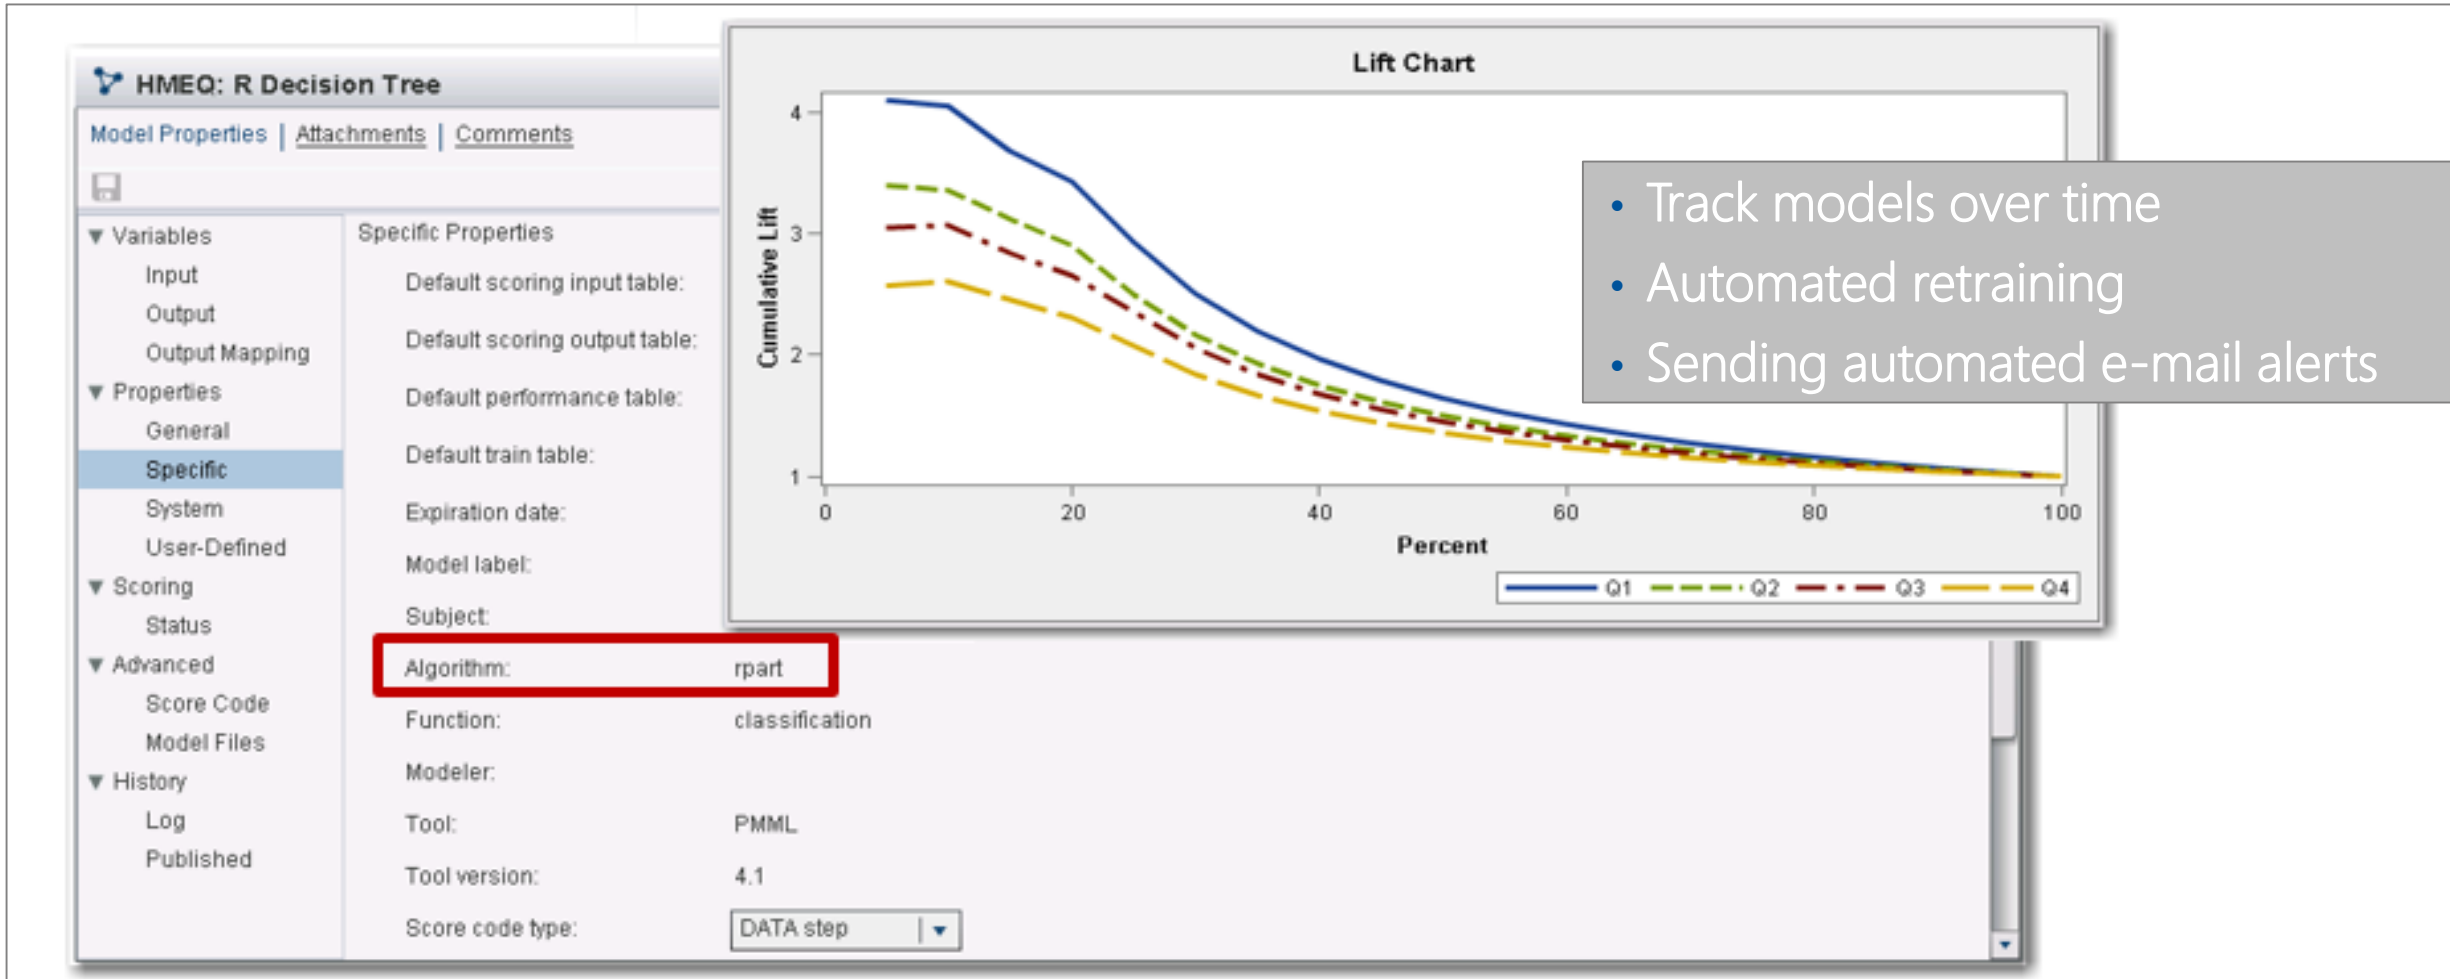 HMEQ: R Decision Tree
Model Properties | Attachments | Comments
Variables
Input
Output
Output Mapping
Properties
General
Specific
System
User-Defined
Scoring
Status
Advanced
Score Code
Model Files
History
Log
Published
Specific Properties
Default scoring input table:
Default scoring output table:
Default performance table:
Default train table:
Expiration date:
Model label:
Subject:
Algorithm: rpart
Function: classification
Modeler:
Tool: PMML
Tool version: 4.1
Score code type: DATA step
Lift Chart
Cumulative Lift
4
3
2
1
0 20 40 60 80 100
Percent
Q1 Q2 Q3 Q4
• Track models over time
• Automated retraining
• Sending automated e-mail alerts